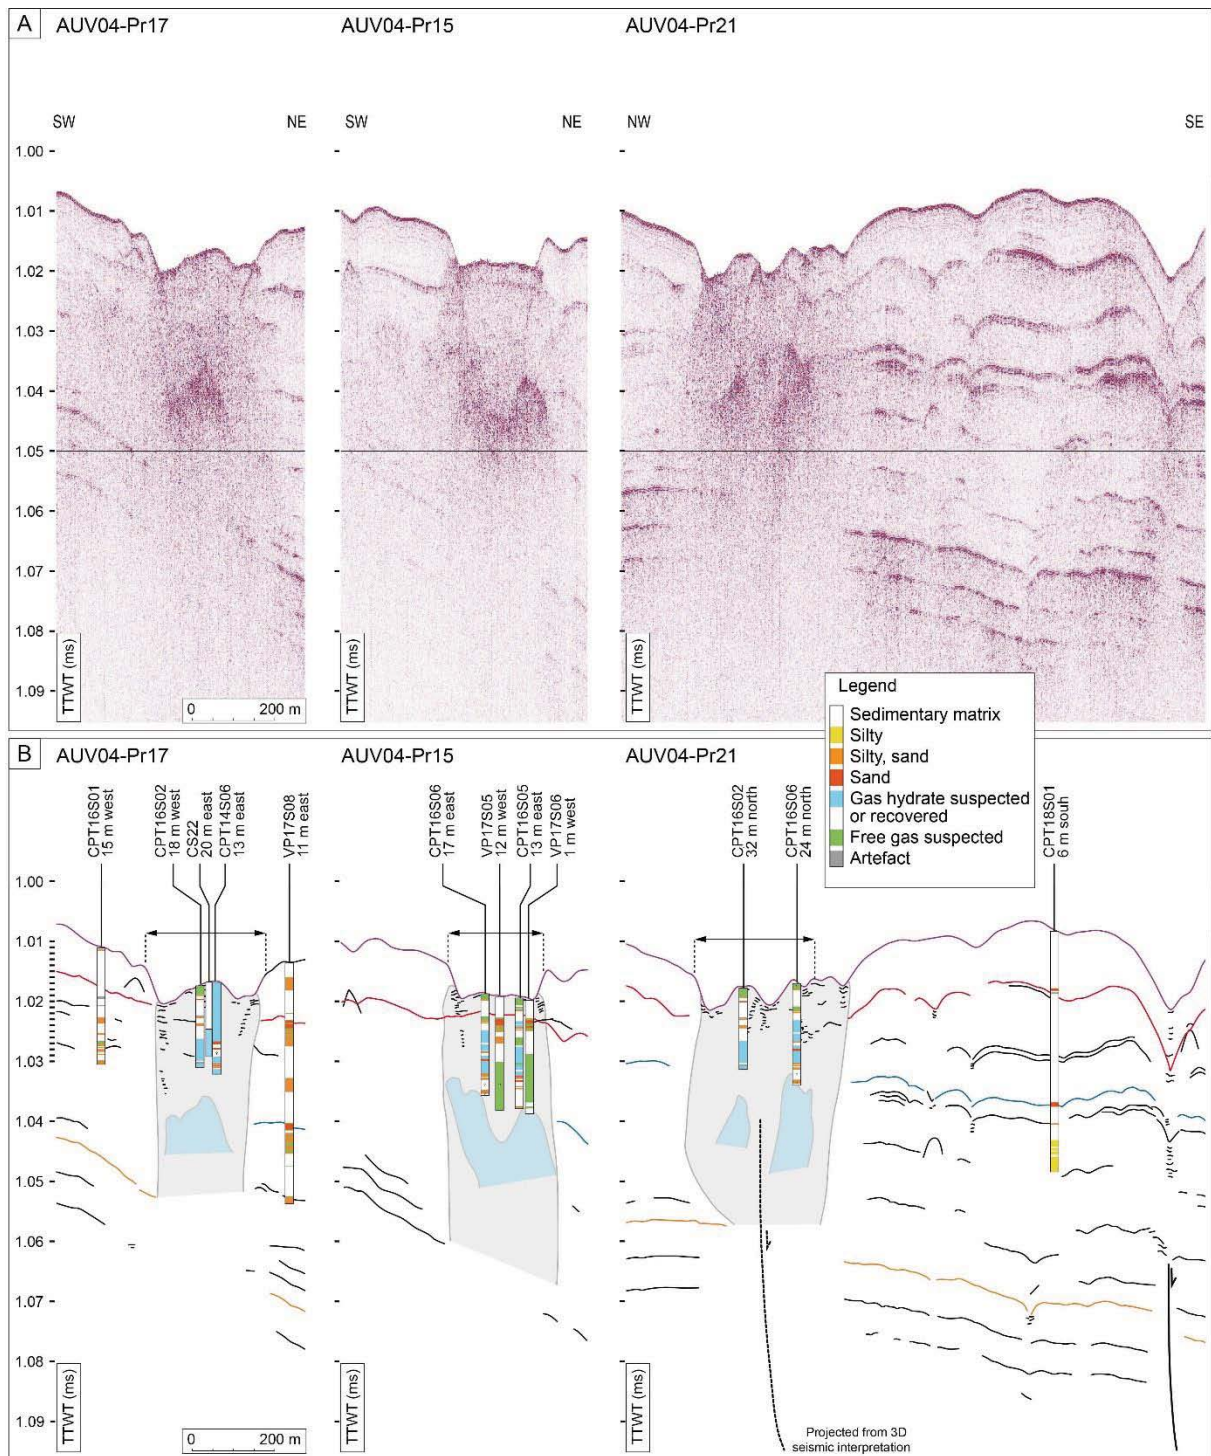 A
AUV04-Pr17
AUV04-Pr15
AUV04-Pr21
SW
NE
SW
NE
NW
SE
1.00
1.01
1.02
1.03
1.04
1.05
1.06
1.07
1.08
1.09
TTWT (ms)
0 200 m
TTWT (ms)
TTWT (ms)
Legend
Sedimentary matrix
Silty
Silty, sand
Sand
Gas hydrate suspected
or recovered
Free gas suspected
Artefact
B
AUV04-Pr17
AUV04-Pr15
AUV04-Pr21
CPT16S01
15 m west
CPT16S02
18 m west
CS22
20 m east
CPT14S06
13 m east
VP17S08
11 m east
CPT16S06
17 m east
VP17S05
12 m west
CPT16S05
13 m east
VP17S06
1 m west
CPT16S02
32 m north
CPT16S06
24 m north
CPT18S01
6 m souh
1.00
1.01
1.02
1.03
1.04
1.05
1.06
1.07
1.08
1.09
TTWT (ms)
0 200 m
TTWT (ms)
TTWT (ms)
Projected from 3D
seismic interpretation